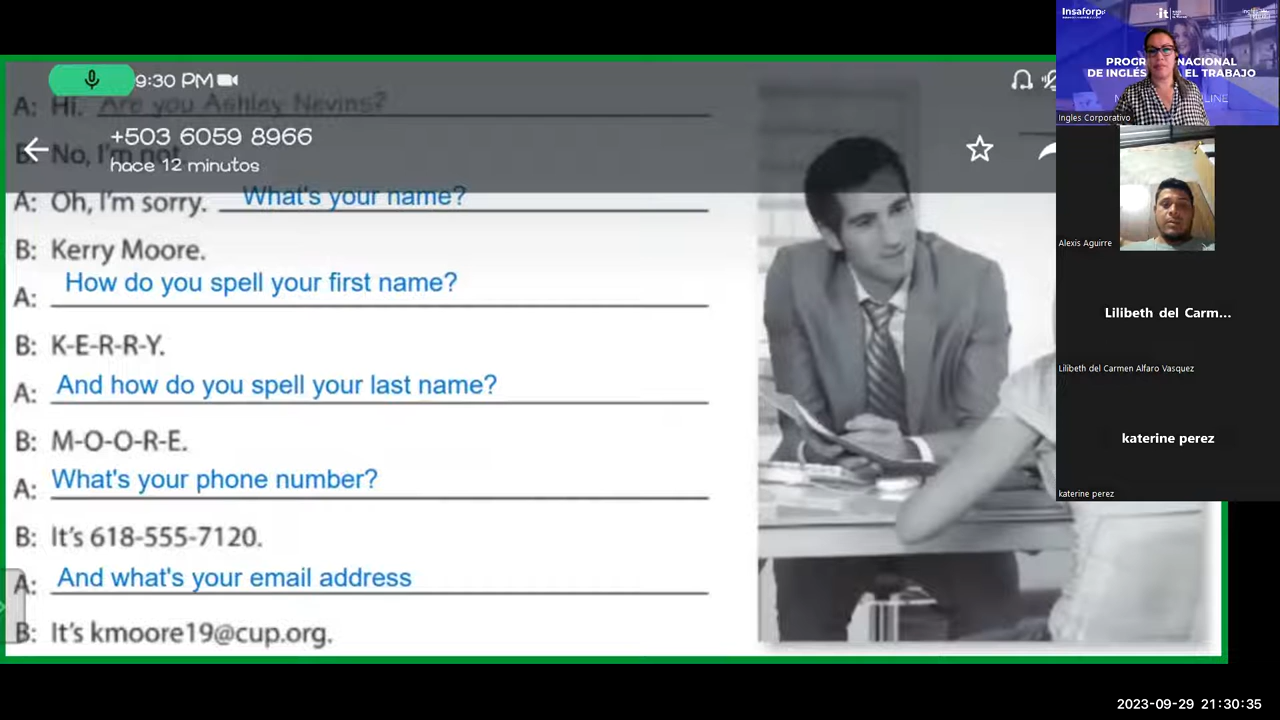 9:30 PM
A: Hi. Are you Ashley Nevins?
+503 6059 8966
B: No, I'm not.
hace 12 minutos
A: Oh, I'm sorry. What's your name?
B: Kerry Moore.
A: How do you spell your first name?
B: K-E-R-R-Y.
A: And how do you spell your last name?
B: M-O-O-R-E.
A: What's your phone number?
B: It's 618-555-7120.
A: And what's your email address
B: It's kmoore19@cup.org.
Insaforp
it
PROGR NACIONAL
DE INGLÉS EL TRABAJO
LINE
Ingles Corporativo
Alexis Aguirre
Lilibeth del Carm...
Lilibeth del Carmen Alfaro Vasquez
katerine perez
katerine perez
2023-09-29 21:30:35